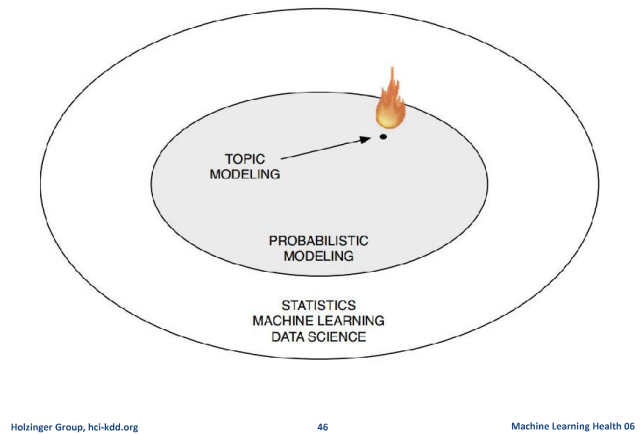 TOPIC
MODELING
PROBABILISTIC
MODELING
STATISTICS
MACHINE LEARNING
DATA SCIENCE
Holzinger Group, hci-kdd.org 46 Machine Learning Health 06